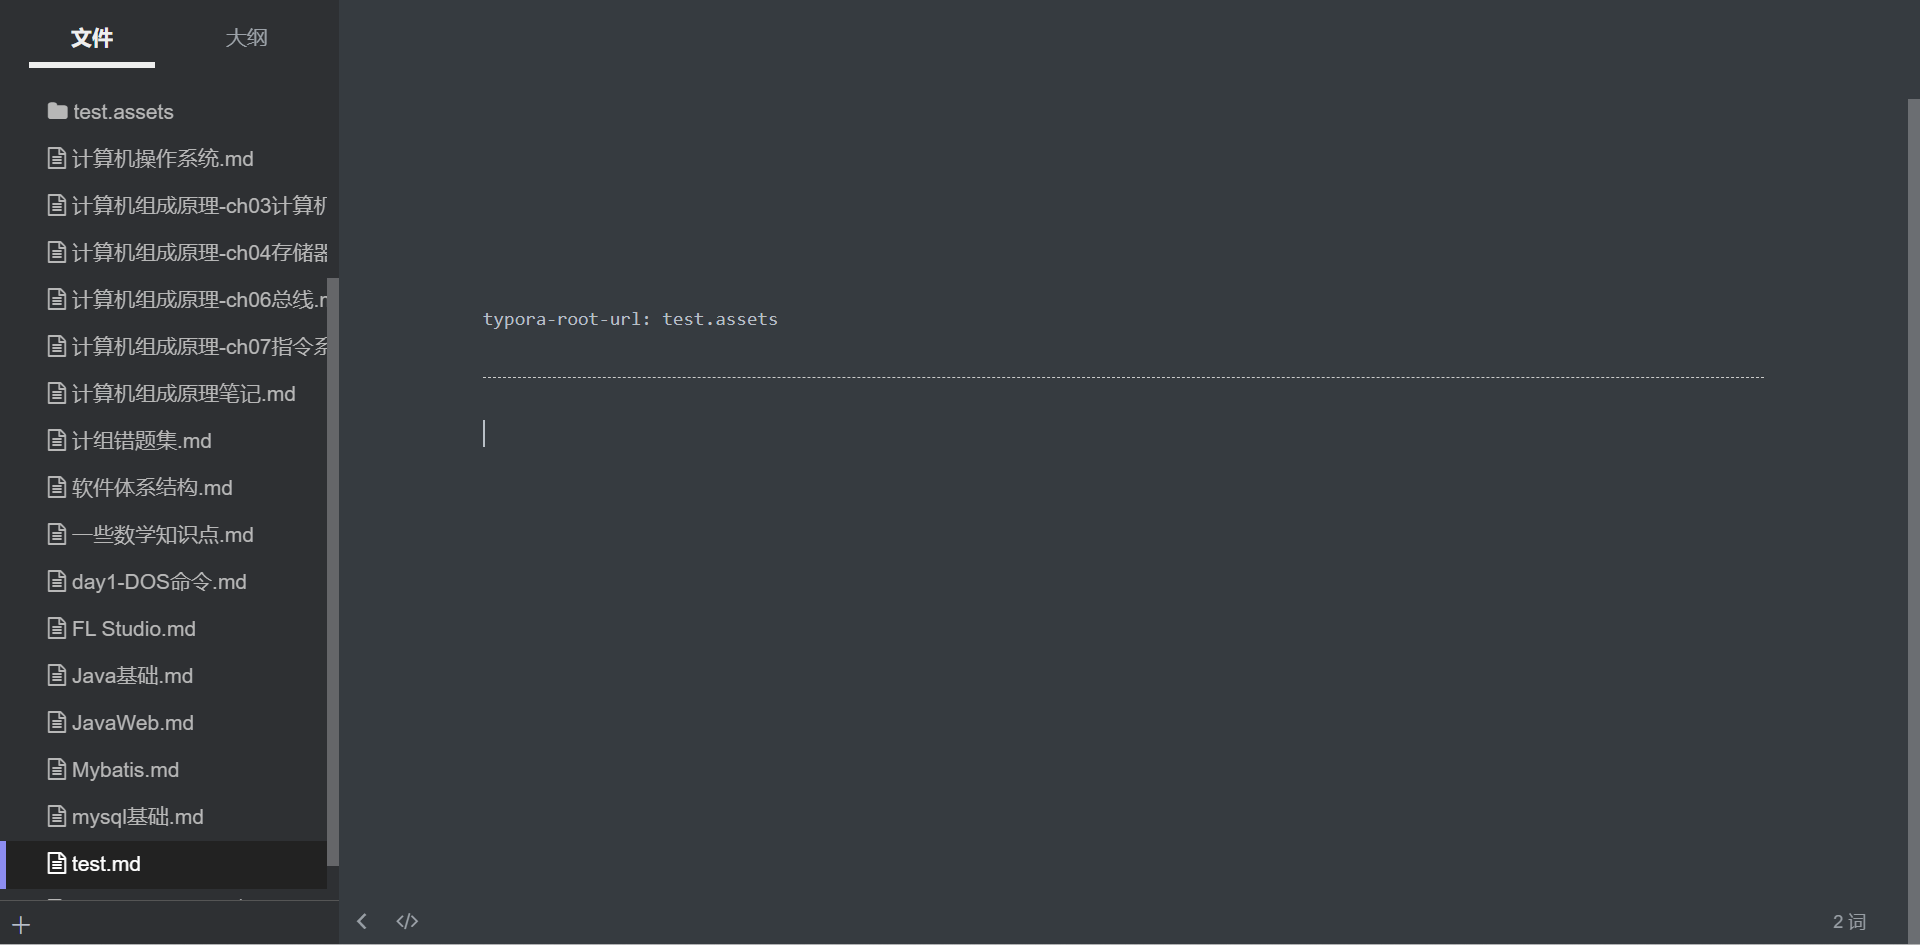 文件 大纲
test.assets
计算机操作系统.md
计算机组成原理-ch03计算机
计算机组成原理-ch04存储器
计算机组成原理-ch06总线.m
计算机组成原理-ch07指令系
计算机组成原理笔记.md
计组错题集.md
软件体系结构.md
一些数学知识点.md
day1-DOS命令.md
FL Studio.md
Java基础.md
JavaWeb.md
Mybatis.md
mysql基础.md
test.md
typora-root-url: test.assets
2 词